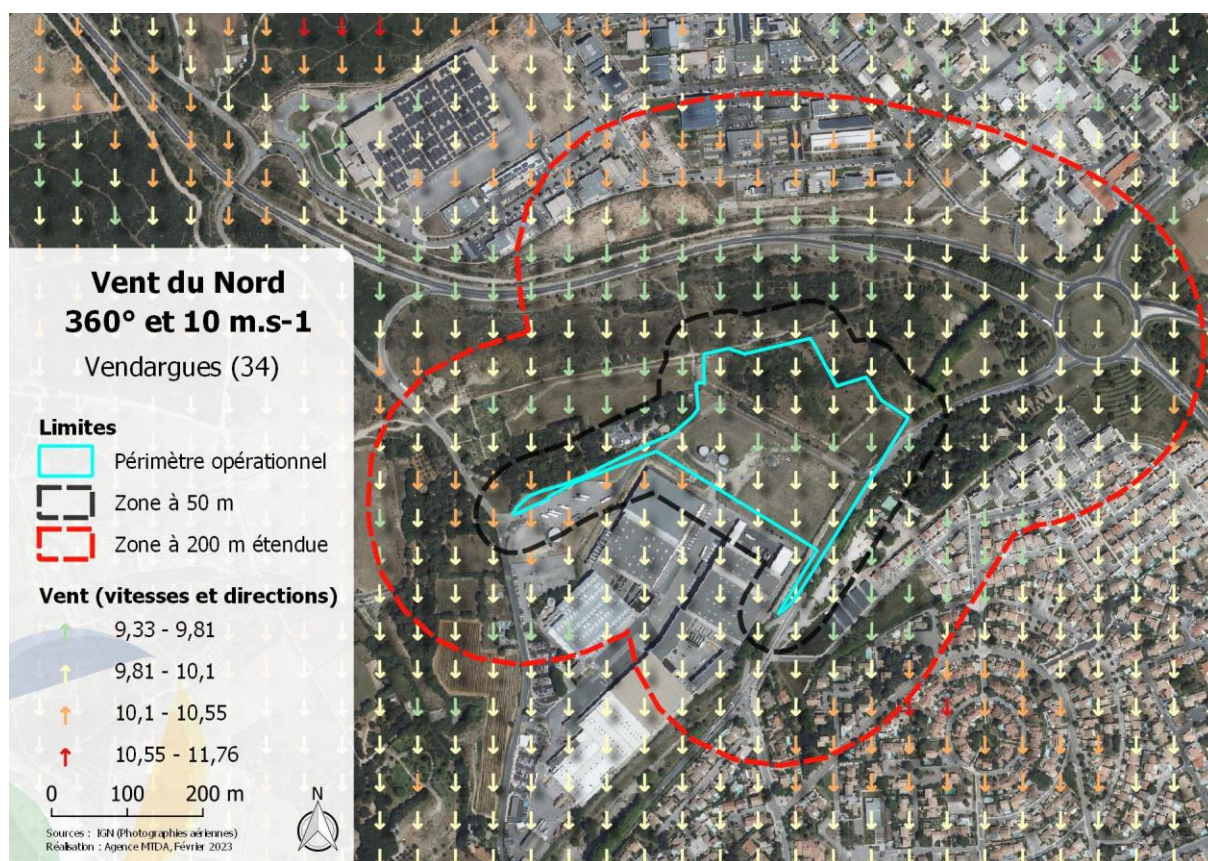 Vent du Nord
360° et 10 m.s-1
Vendargues (34)
Limites
Périmètre opérationnel
Zone à 50 m
Zone à 200 m étendue
Vent (vitesses et directions)
9,33 - 9,81
9,81 - 10,1
10,1 - 10,55
10,55 - 11,76
0 100 200 m
N
Sources : IGN (Photographies aériennes)
Réalisation : Agence MTDA, Février 2023